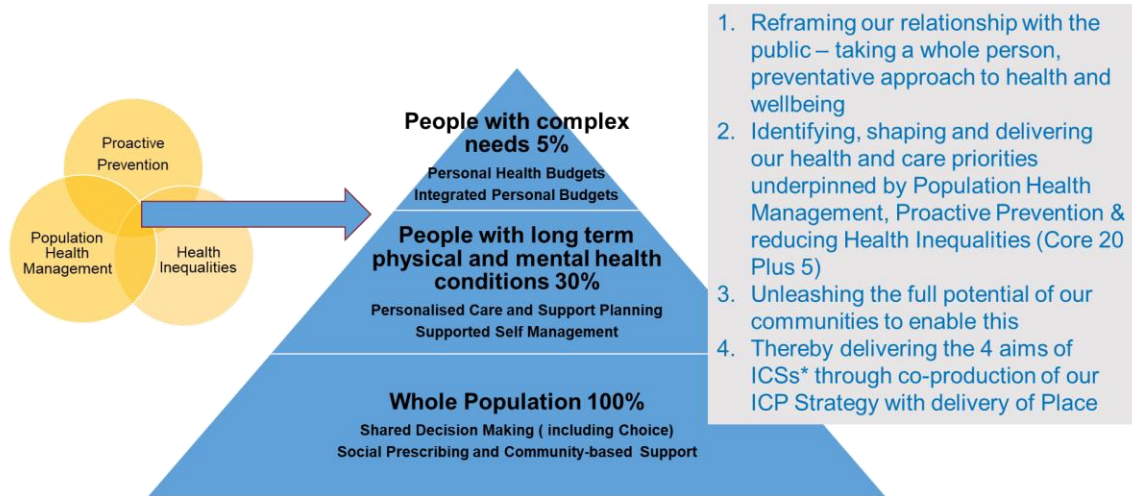 Proactive
Prevention
Population
Health
Management
Health
Inequalities
People with complex
needs 5%
Personal Health Budgets
Integrated Personal Budgets
People with long term
physical and mental health
conditions 30%
Personalised Care and Support Planning
Supported Self Management
Whole Population 100%
Shared Decision Making ( including Choice)
Social Prescribing and Community-based Support
1. Reframing our relationship with the
public – taking a whole person,
preventative approach to health and
wellbeing
2. Identifying, shaping and delivering
our health and care priorities
underpinned by Population Health
Management, Proactive Prevention &
reducing Health Inequalities (Core 20
Plus 5)
3. Unleashing the full potential of our
communities to enable this
4. Thereby delivering the 4 aims of
ICSs* through co-production of our
ICP Strategy with delivery of Place